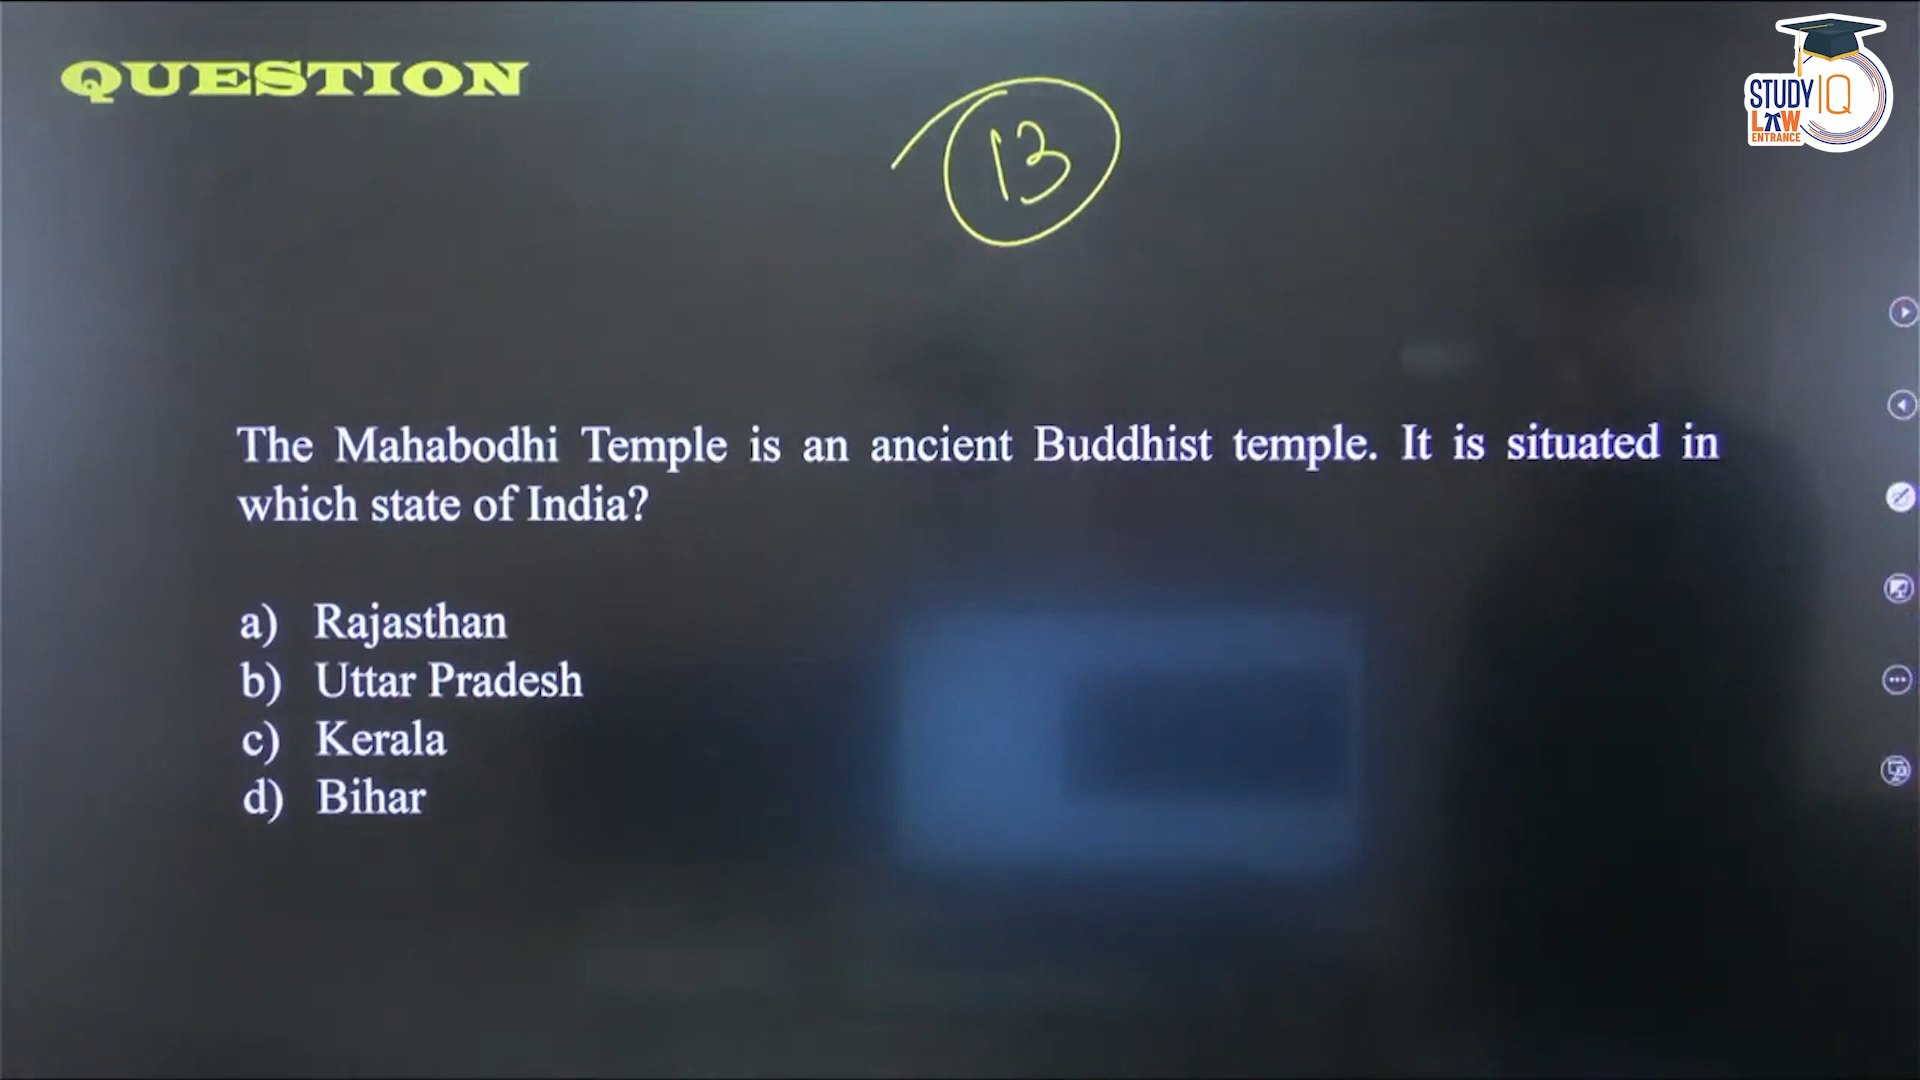 QUESTION
13
STUDY IQ
LAW
ENTRANCE
The Mahabodhi Temple is an ancient Buddhist temple. It is situated in
which state of India?
a) Rajasthan
b) Uttar Pradesh
c) Kerala
d) Bihar